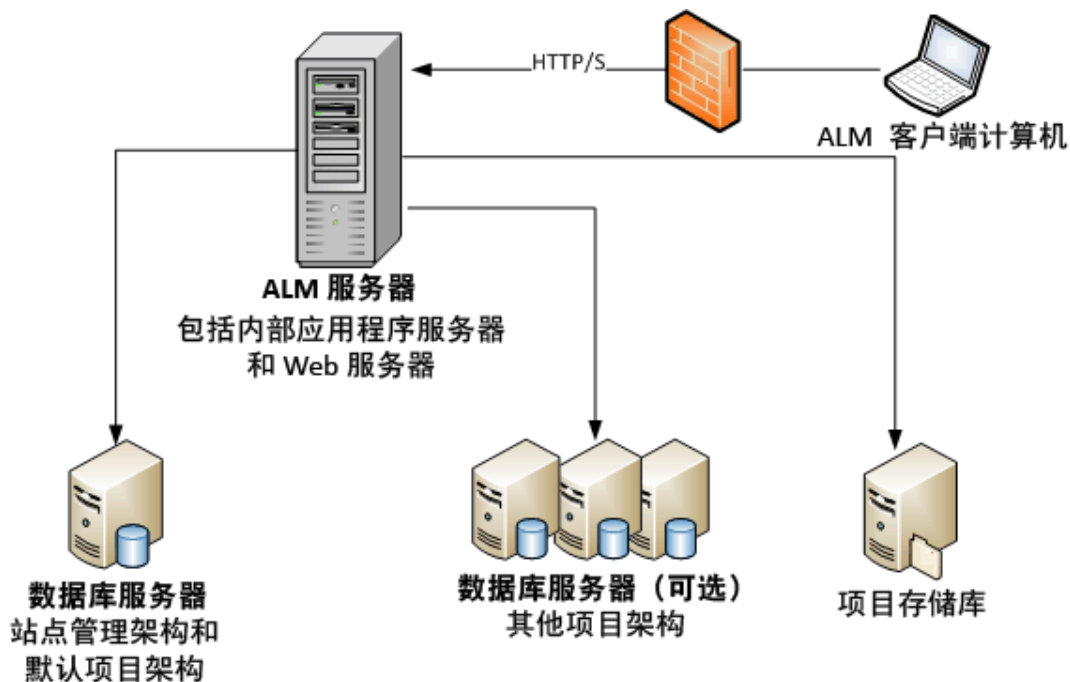 HTTP/S
ALM 客户端计算机
ALM 服务器
包括内部应用程序服务器
和 Web 服务器
数据库服务器
站点管理架构和
默认项目架构
数据库服务器（可选）
其他项目架构
项目存储库